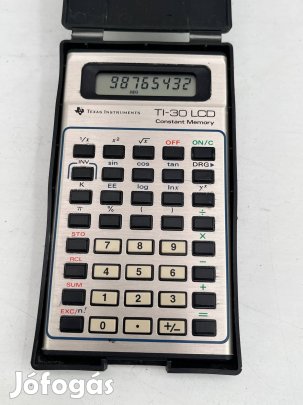 98765432
DEG
TEXAS INSTRUMENTS TI-30 LCD
Constant Memory
¹/x x² √x OFF ON/C
INV sin cos tan DRG▸
K EE log lnx yˣ
π % ( ) ÷
STO 7 8 9 ×
RCL 4 5 6 −
SUM 1 2 3 +
EXC/n! 0 • +/− =
Jófogás